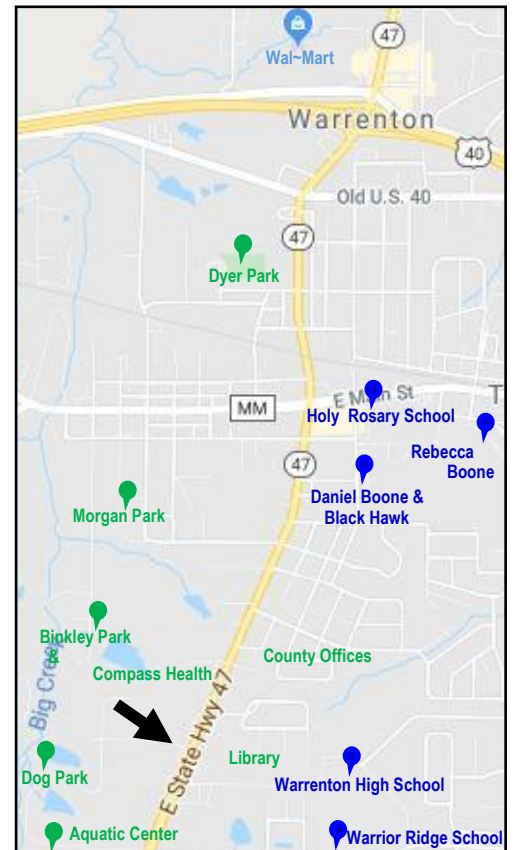 47
Wal~Mart
Warrenton
40
Old U.S. 40
47
Dyer Park
E Main St
MM
T
Holy Rosary School
Rebecca
Boone
47
Daniel Boone &
Black Hawk
Morgan Park
Binkley Park
&
Big Creek
Compass Health
County Offices
E State Hwy 47
Library
Dog Park
Warrenton High School
Aquatic Center
Warrior Ridge School